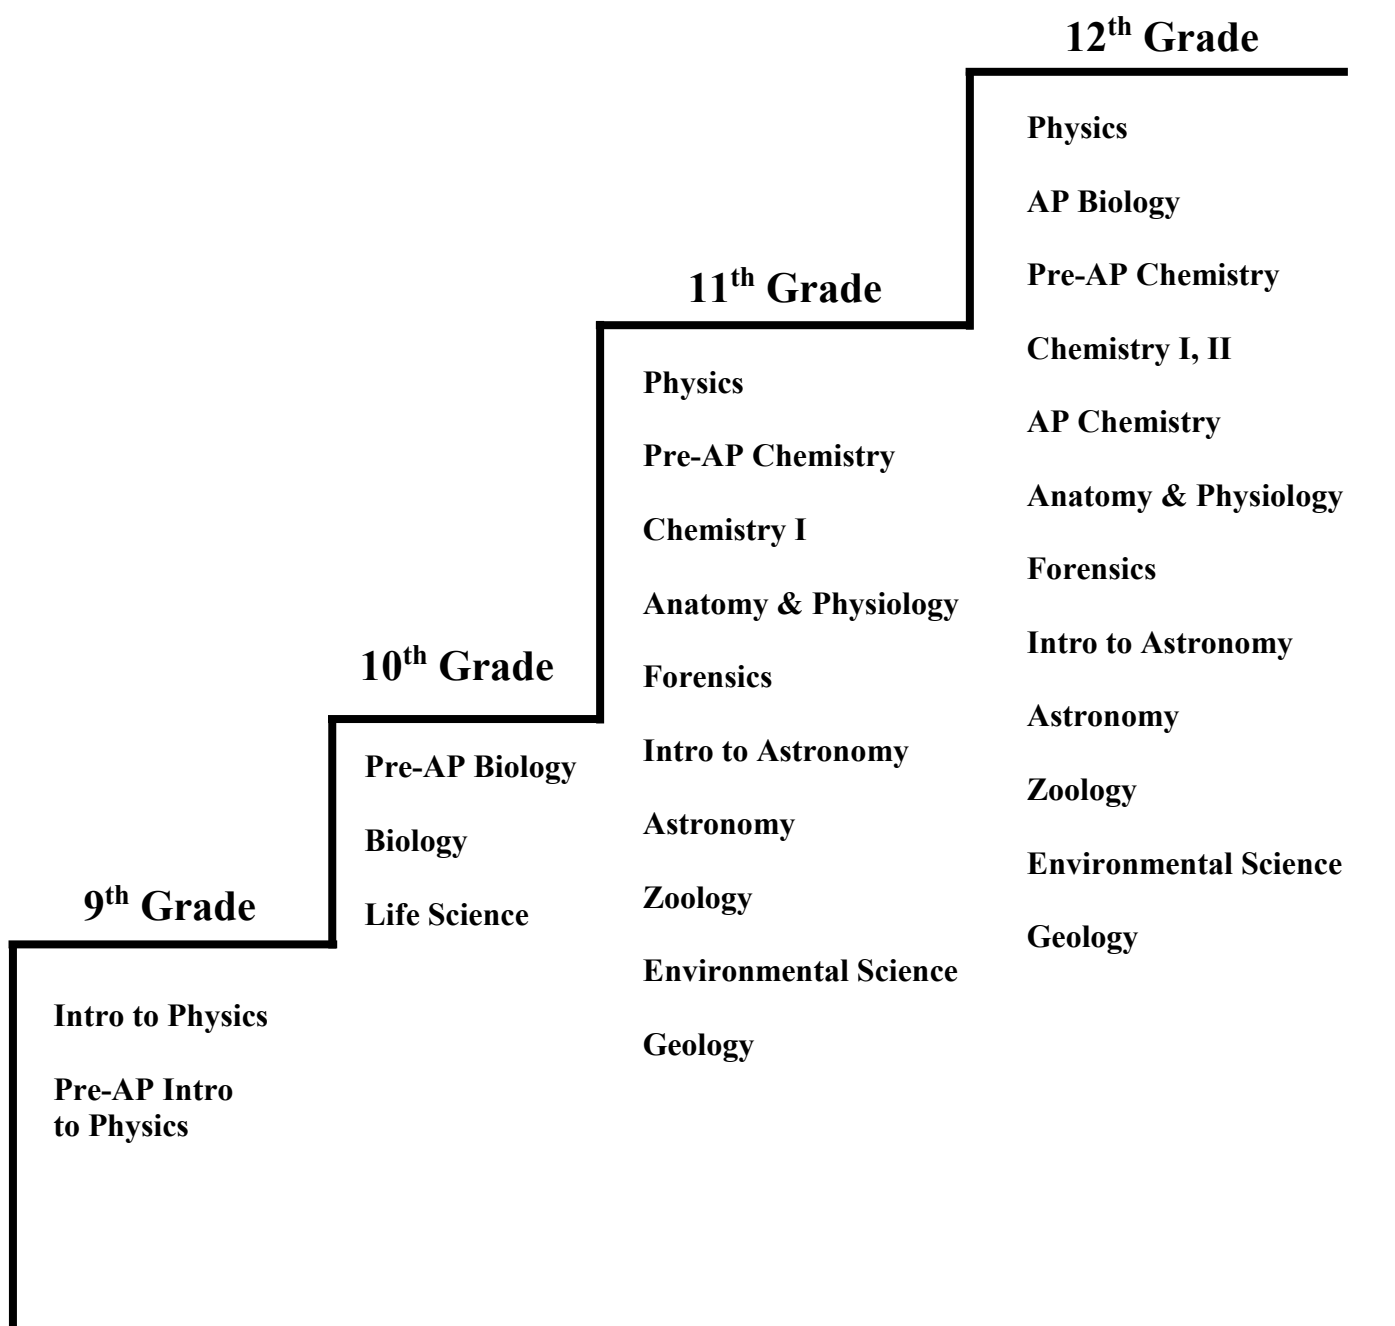 12th Grade
Physics
AP Biology
Pre-AP Chemistry
Chemistry I, II
AP Chemistry
Anatomy & Physiology
Forensics
Intro to Astronomy
Astronomy
Zoology
Environmental Science
Geology
11th Grade
Physics
Pre-AP Chemistry
Chemistry I
Anatomy & Physiology
Forensics
Intro to Astronomy
Astronomy
Zoology
Environmental Science
Geology
10th Grade
Pre-AP Biology
Biology
Life Science
9th Grade
Intro to Physics
Pre-AP Intro
to Physics